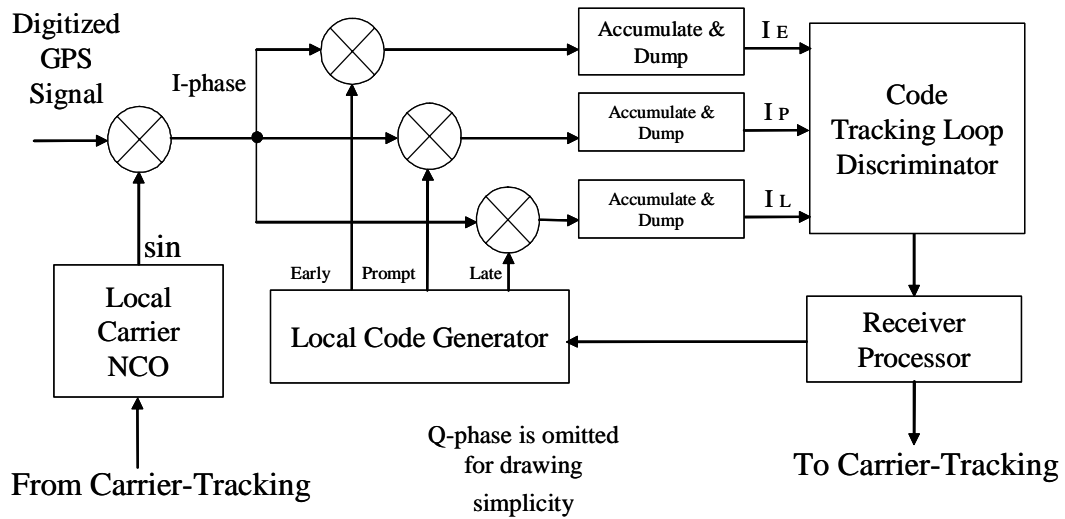 Digitized
GPS
Signal
I-phase
Accumulate &
Dump
I E
Accumulate &
Dump
I P
Accumulate &
Dump
I L
Code
Tracking Loop
Discriminator
sin
Early
Prompt
Late
Local
Carrier
NCO
Local Code Generator
Receiver
Processor
Q-phase is omitted
for drawing
simplicity
From Carrier-Tracking
To Carrier-Tracking